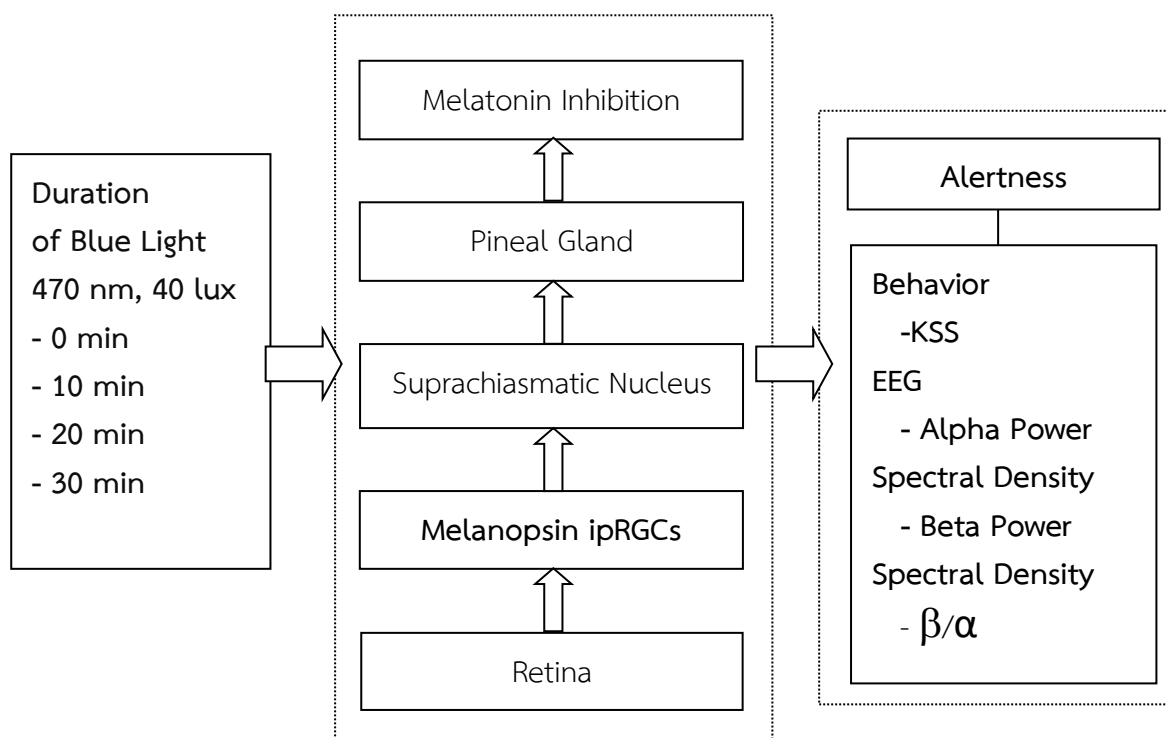 Duration
of Blue Light
470 nm, 40 lux
- 0 min
- 10 min
- 20 min
- 30 min
Melatonin Inhibition
Pineal Gland
Suprachiasmatic Nucleus
Melanopsin ipRGCs
Retina
Alertness
Behavior
-KSS
EEG
- Alpha Power
Spectral Density
- Beta Power
Spectral Density
- β/α